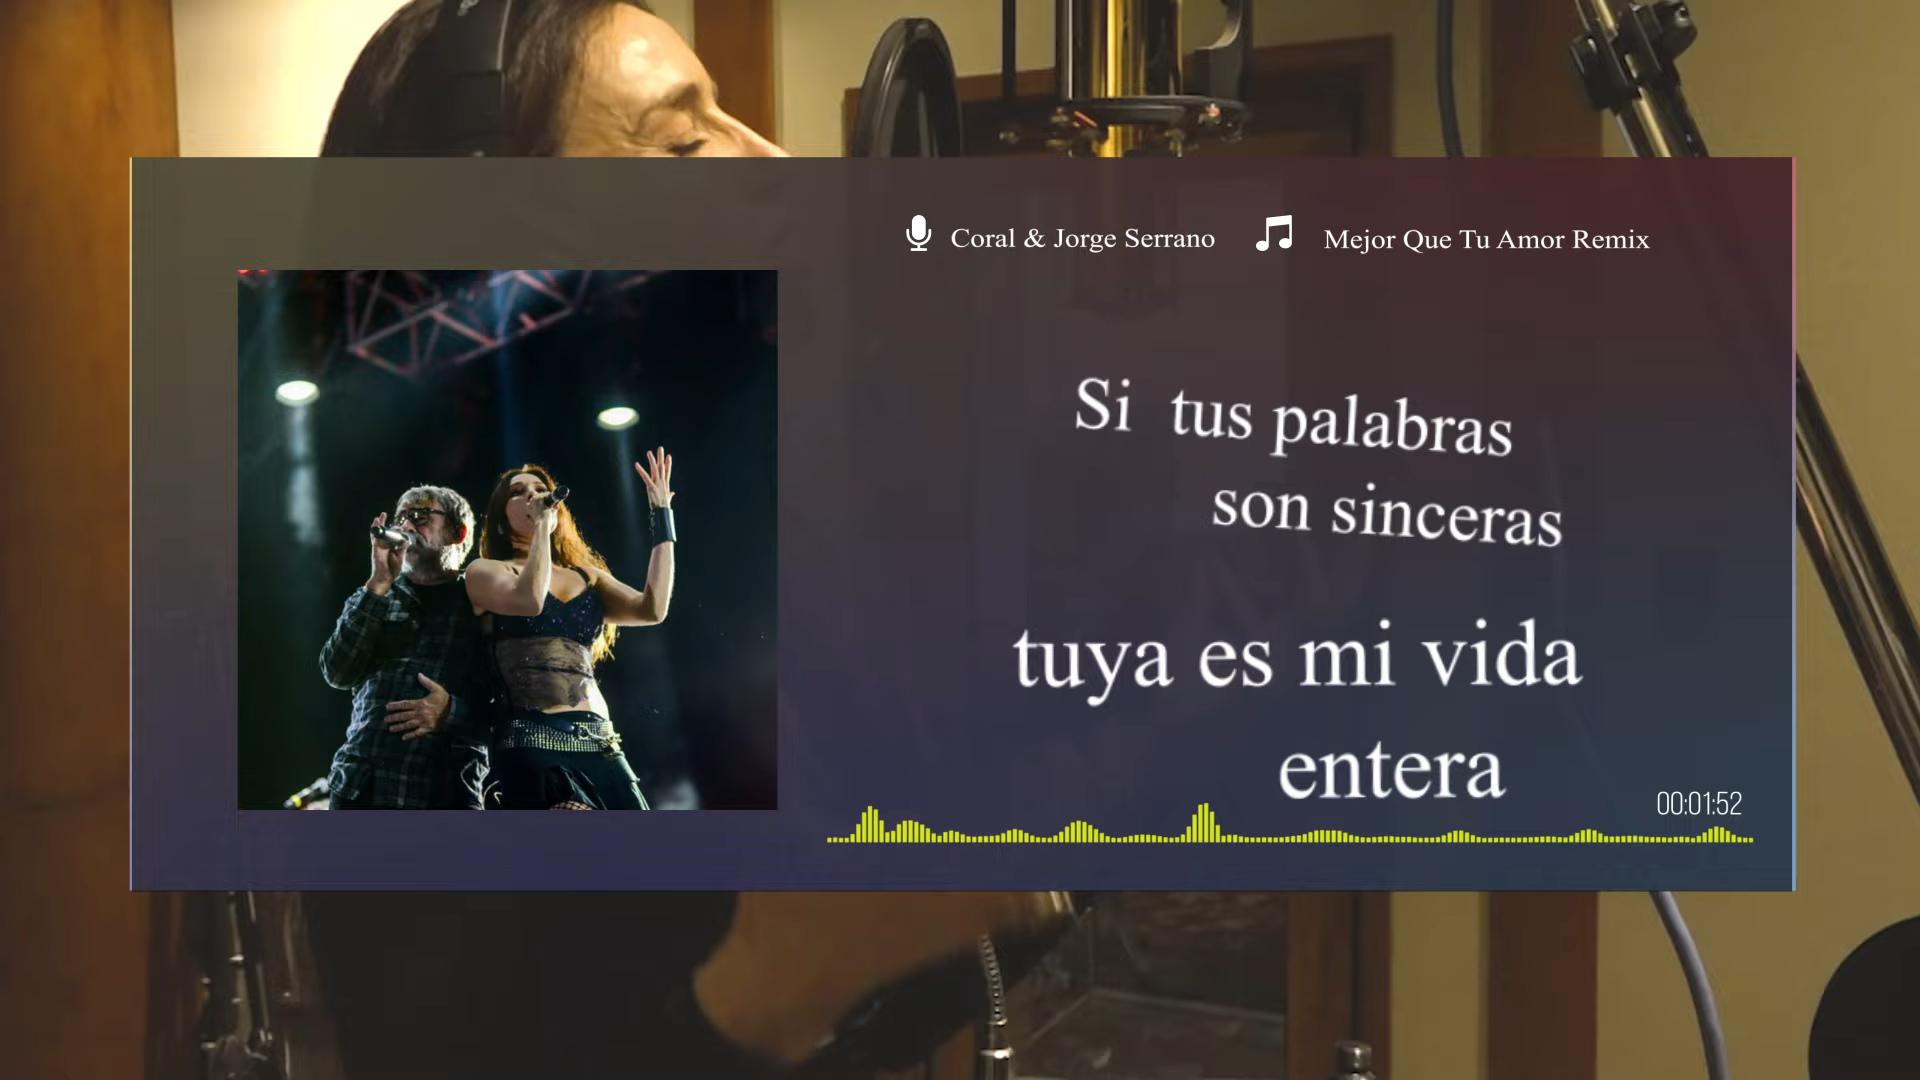 Coral & Jorge Serrano
Mejor Que Tu Amor Remix
Si tus palabras
son sinceras
tuya es mi vida
entera
00:01:52